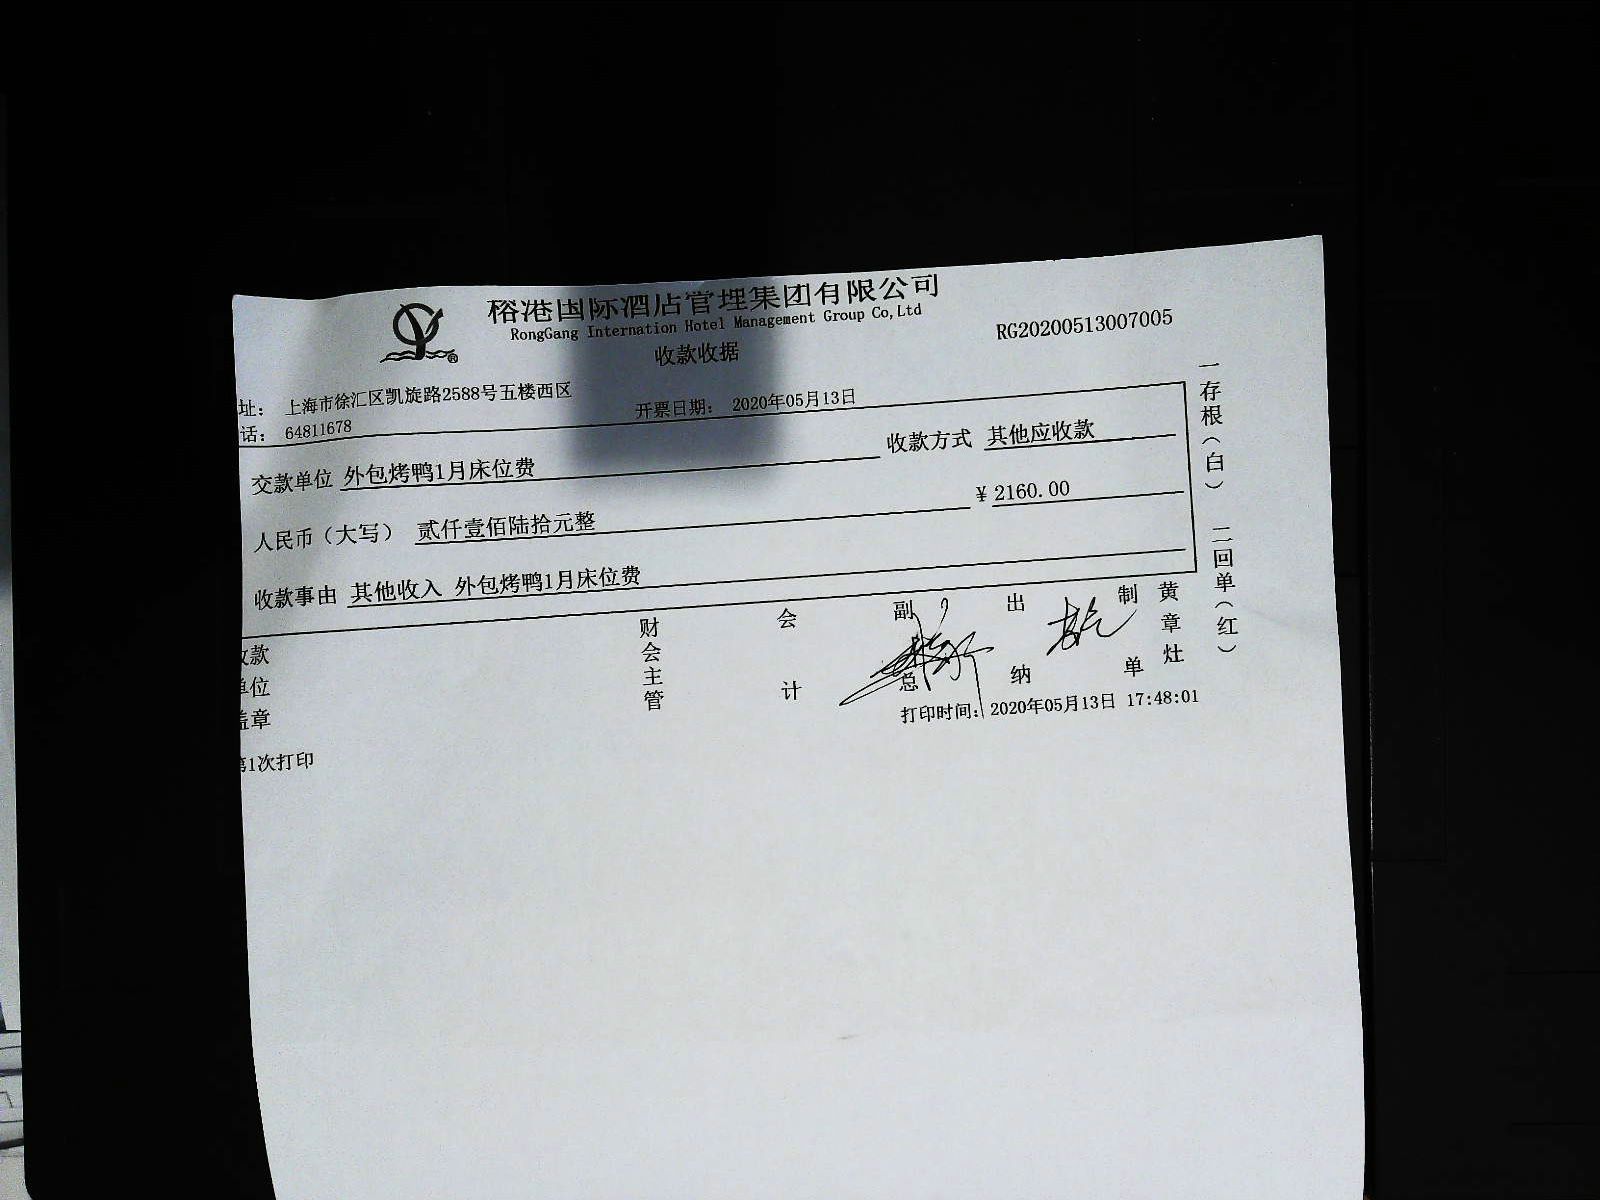 榕港国际酒店管理集团有限公司
RongGang Internation Hotel Management Group Co,Ltd
收款收据
RG20200513007005
址： 上海市徐汇区凯旋路2588号五楼西区
话： 64811678
开票日期： 2020年05月13日
交款单位 外包烤鸭1月床位费
收款方式 其他应收款
人民币（大写） 贰仟壹佰陆拾元整
¥ 2160.00
收款事由 其他收入 外包烤鸭1月床位费
一存根（白） 二回单（红）
款
单位
盖章
财会主管
会计
副总
出纳
制单
黄章灶
打印时间： 2020年05月13日 17:48:01
第1次打印